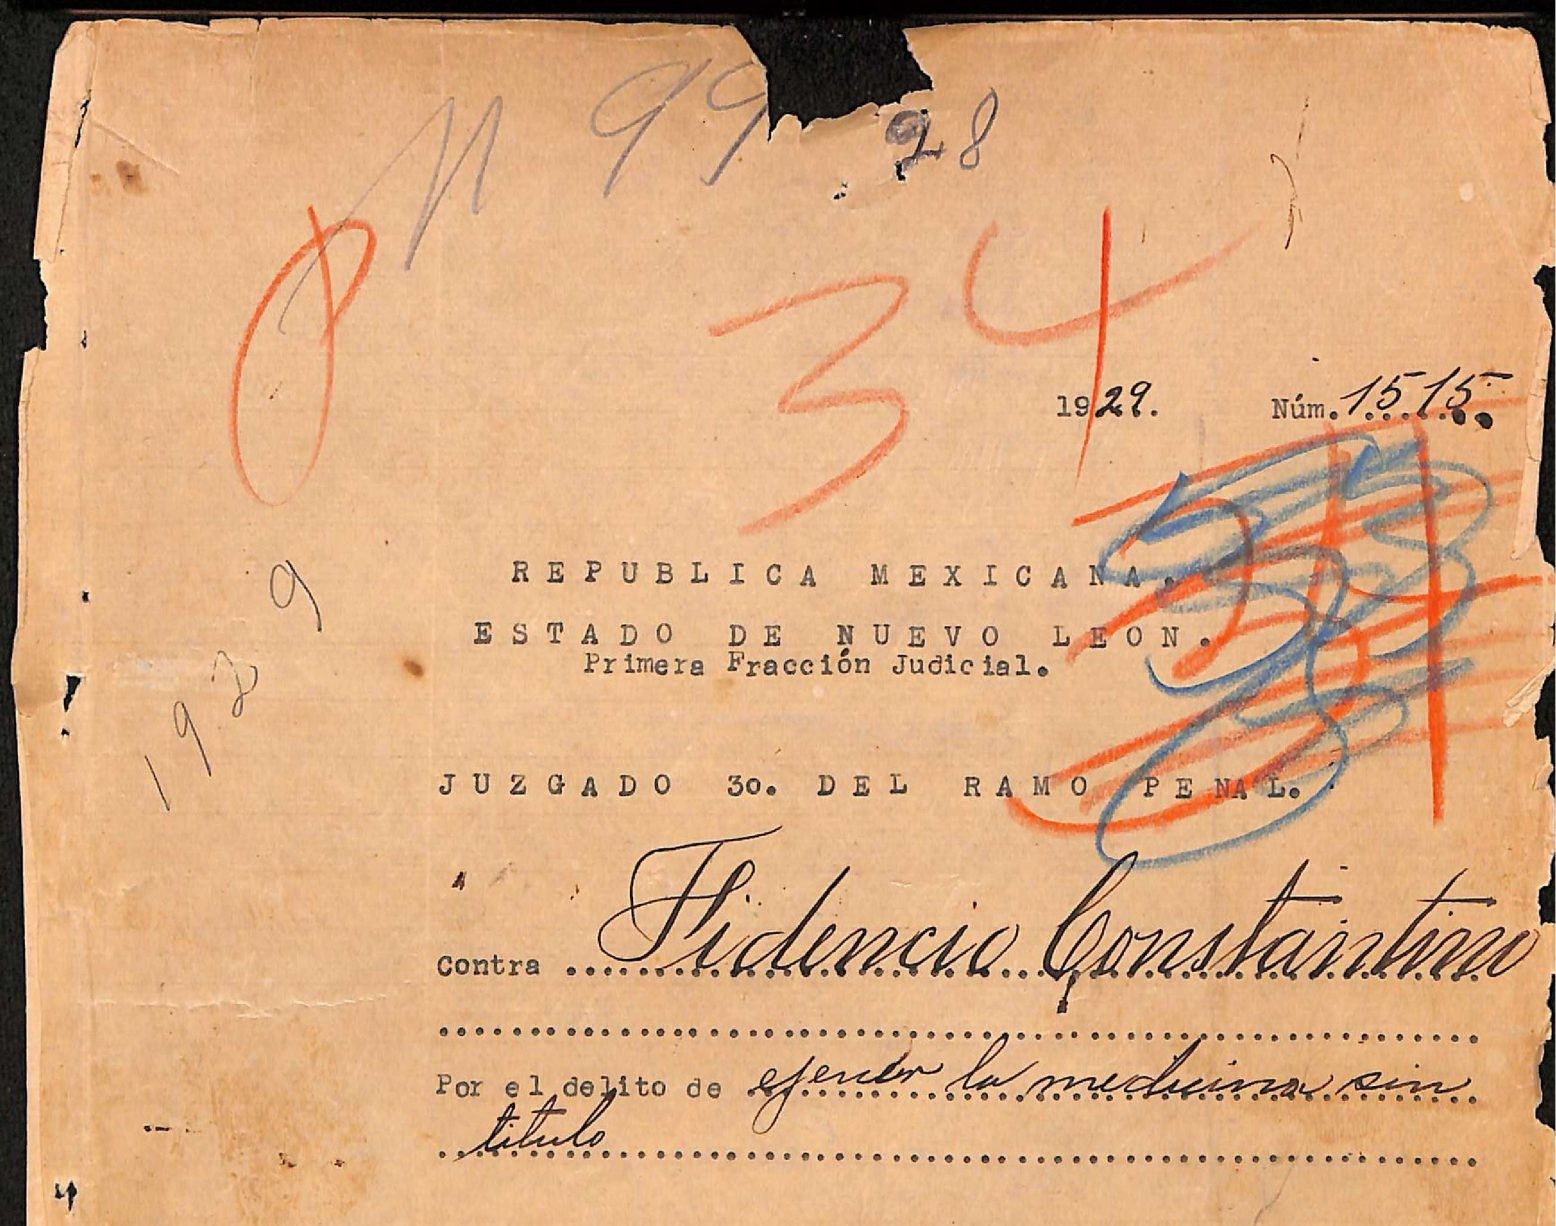 N 99 28
34
1929. Núm. 1515.
REPUBLICA MEXICANA.
ESTADO DE NUEVO LEON.
Primera Fracción Judicial.
1929
JUZGADO 3o. DEL RAMO PENAL.
Contra Fidencio Constantino
Por el delito de ejercer la medicina sin
titulo